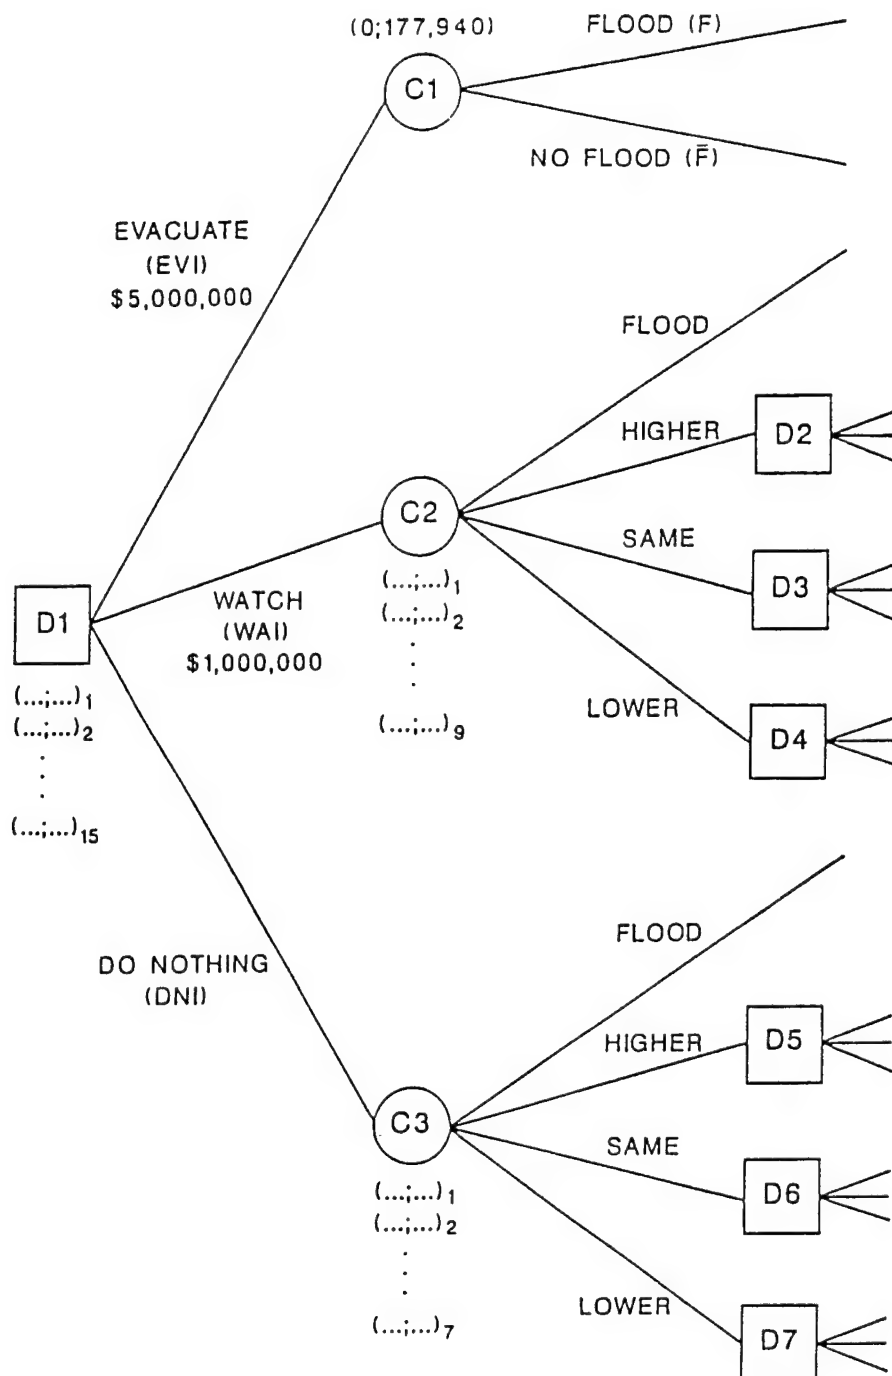 (0;177,940)
FLOOD (F)
C1
NO FLOOD (F̄)
EVACUATE
(EVI)
$5,000,000
FLOOD
HIGHER
D2
C2
SAME
D3
(...;...)1
(...;...)2
.
.
.
(...;...)9
LOWER
D4
WATCH
(WAI)
$1,000,000
D1
(...;...)1
(...;...)2
.
.
.
(...;...)15
DO NOTHING
(DNI)
FLOOD
HIGHER
D5
C3
SAME
D6
(...;...)1
(...;...)2
.
.
.
(...;...)7
LOWER
D7